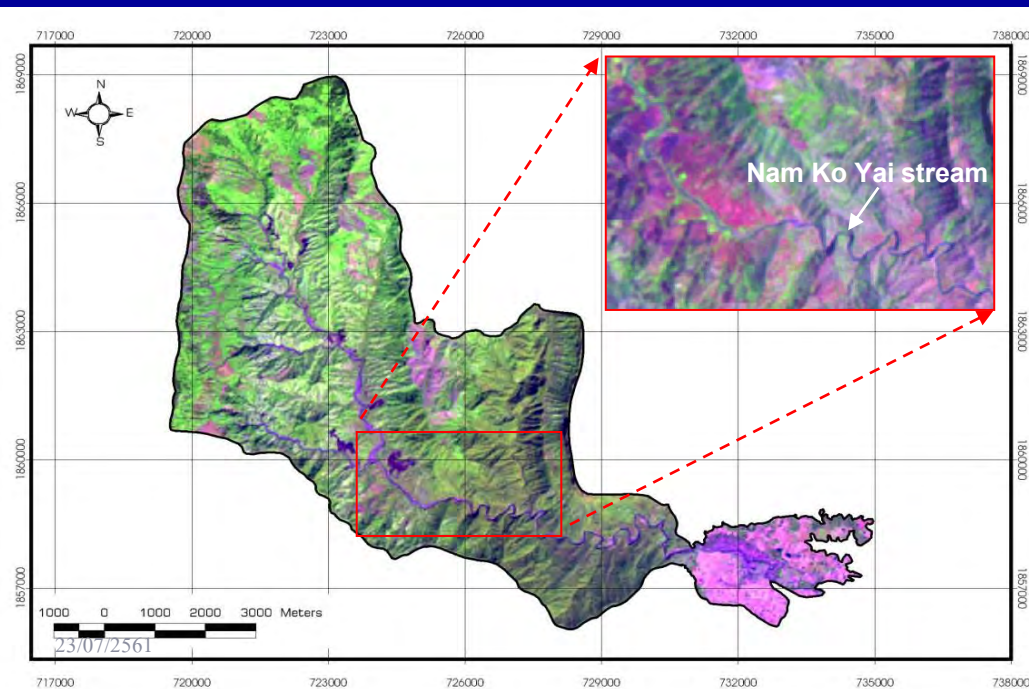 717000 720000 723000 726000 729000 732000 735000 738000
1869000 1869000
N
W E
S
Nam Ko Yai stream
1866000 1866000
1863000 1863000
1860000 1860000
1857000 1857000
1000 0 1000 2000 3000 Meters
23/07/2561
717000 720000 723000 726000 729000 732000 735000 738000